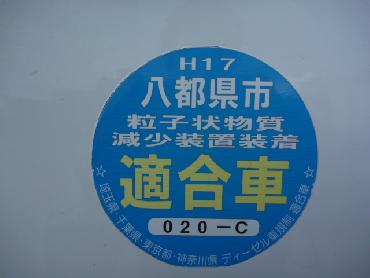 H17
八都県市
粒子状物質
減少装置装着
適合車
020-C
☆埼玉県・千葉県・東京都・神奈川県 ディーゼル車規制 適合車☆